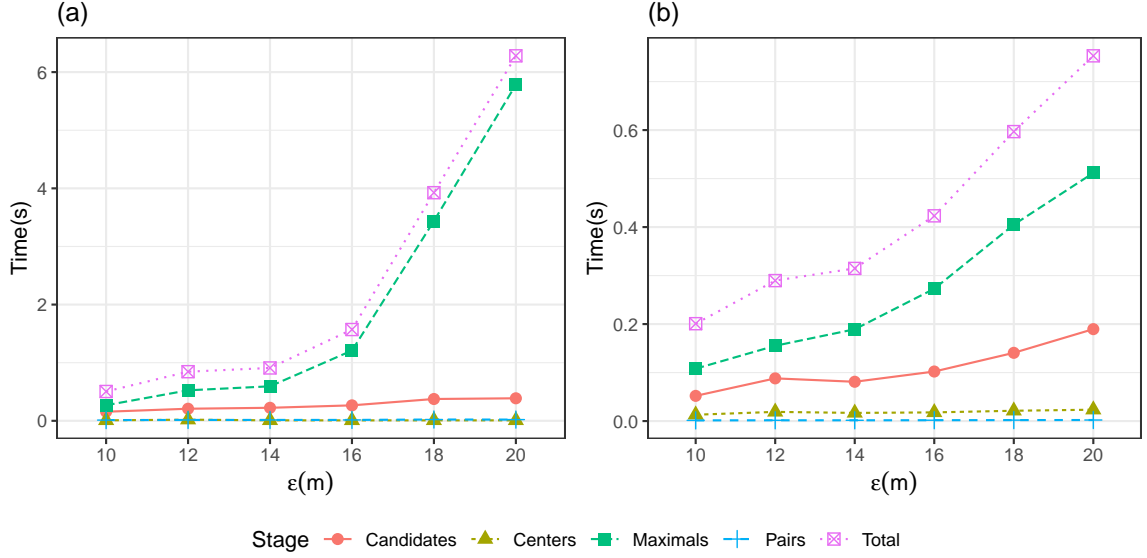 (a)
(b)
Time(s)
6
4
2
0
10 12 14 16 18 20
ε(m)
Time(s)
0.6
0.4
0.2
0.0
10 12 14 16 18 20
ε(m)
Stage Candidates Centers Maximals Pairs Total